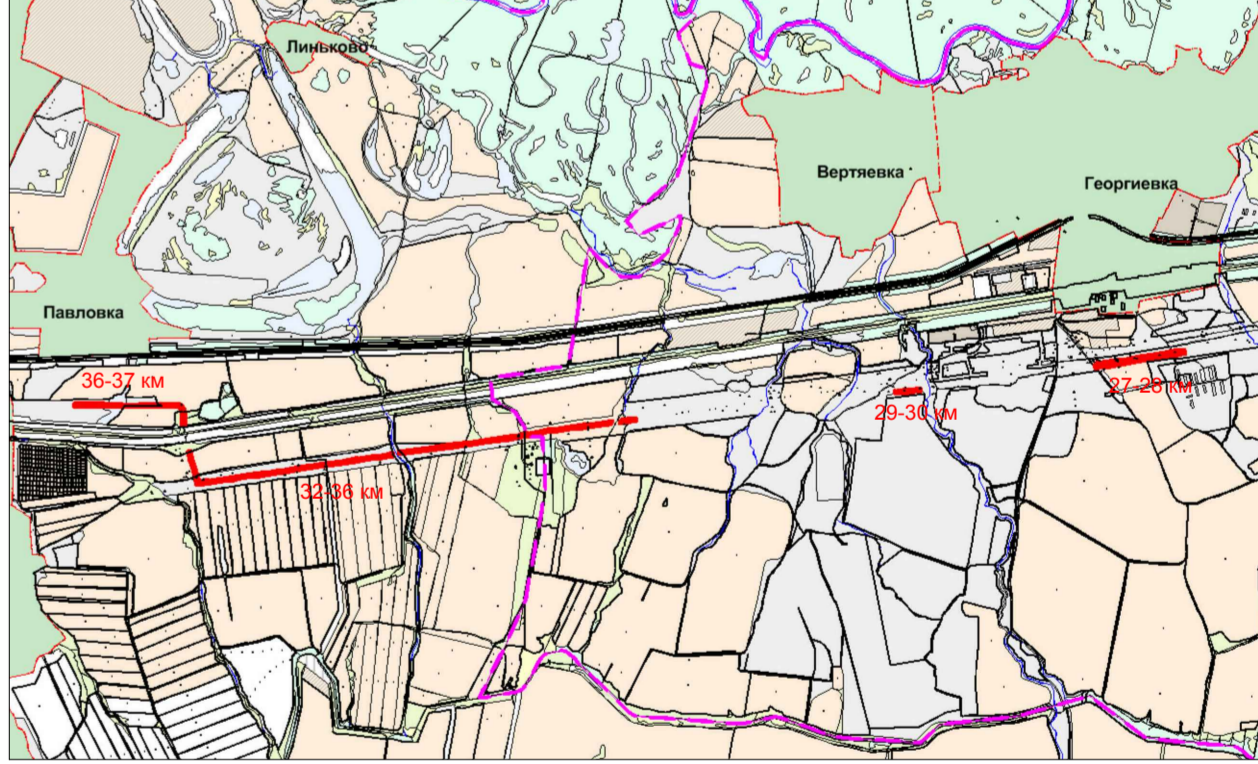 Линьково
Вертяевка
Георгиевка
Павловка
36-37 км
27-28 км
29-30 км
32-36 км